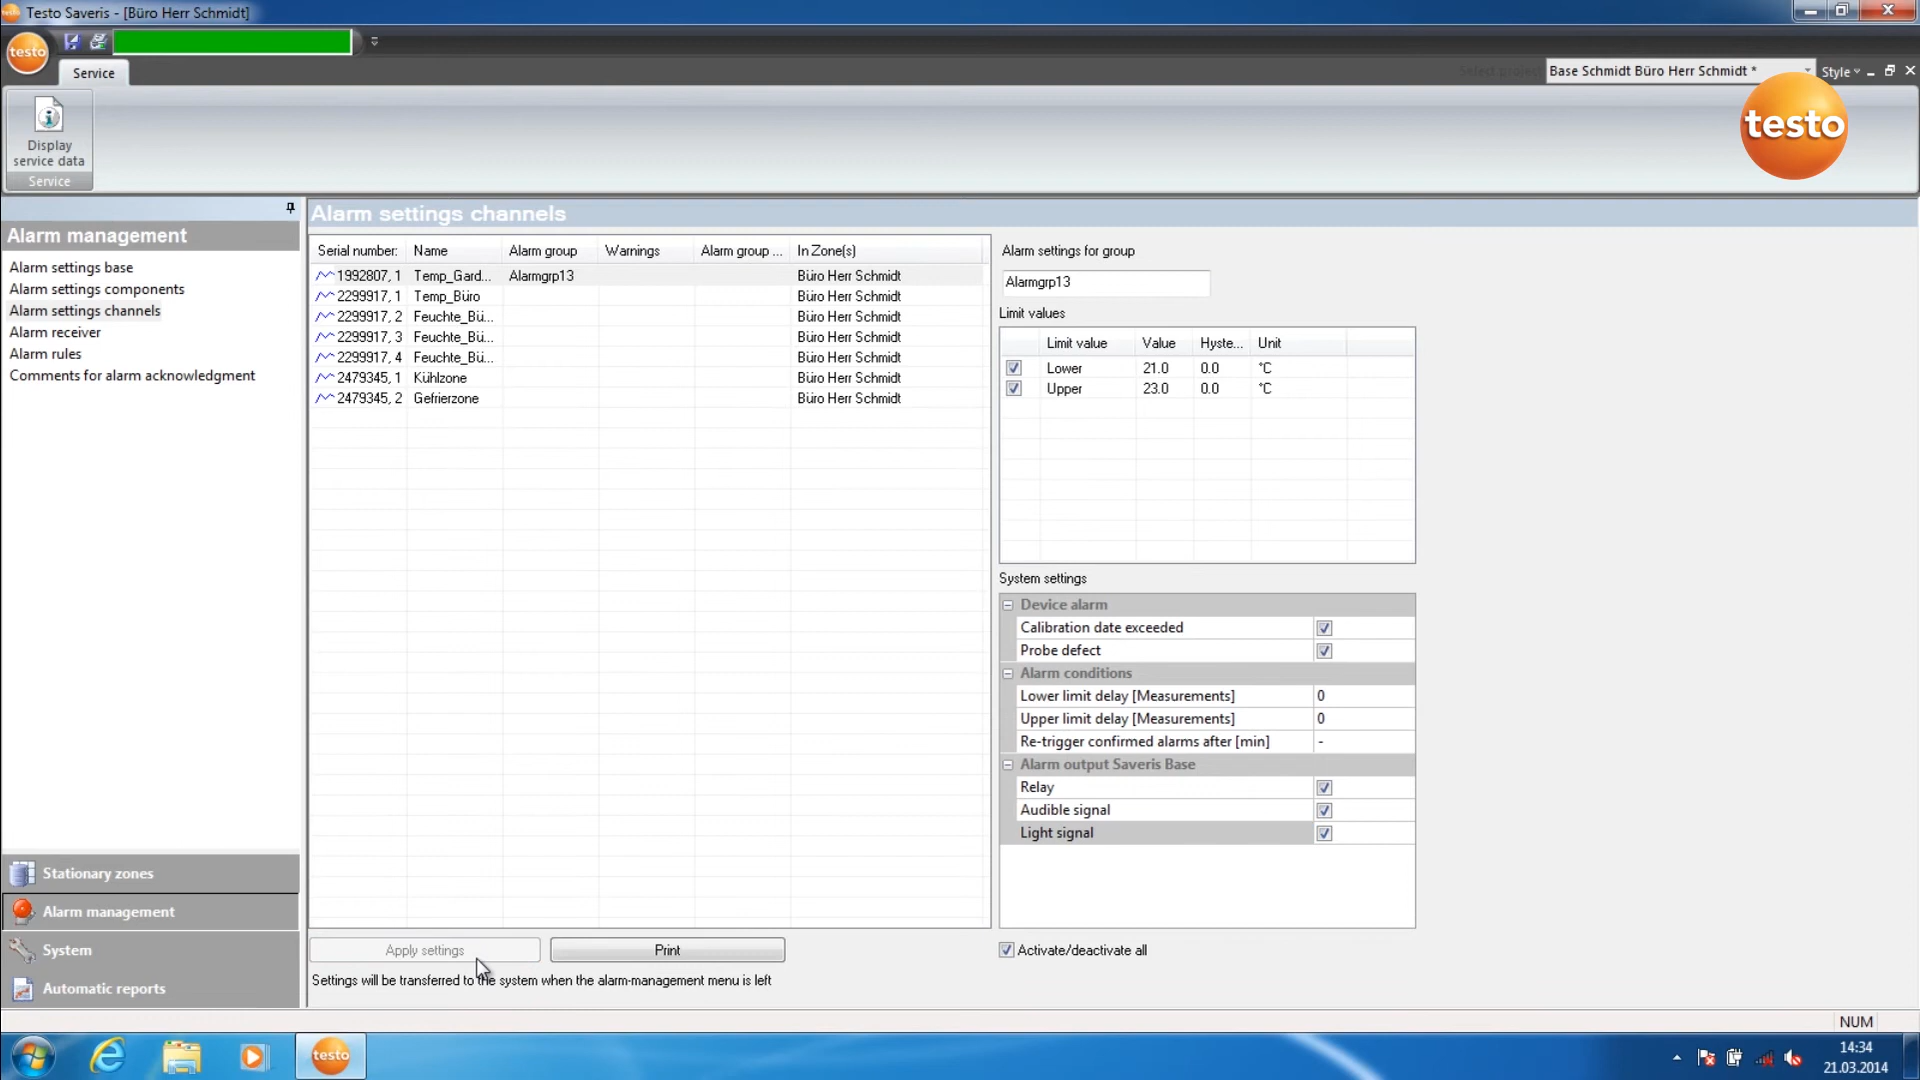 Testo Saveris - [Büro Herr Schmidt]
testo
Service
Select project
Base Schmidt Büro Herr Schmidt *
Style
testo
Display
service data
Service
Alarm management
Alarm settings base
Alarm settings components
Alarm settings channels
Alarm receiver
Alarm rules
Comments for alarm acknowledgment
Stationary zones
Alarm management
System
Automatic reports
Alarm settings channels
Serial number: Name Alarm group Warnings Alarm group ... In Zone(s)
1992807, 1 Temp_Gard... Alarmgrp13 Büro Herr Schmidt
2299917, 1 Temp_Büro Büro Herr Schmidt
2299917, 2 Feuchte_Bü... Büro Herr Schmidt
2299917, 3 Feuchte_Bü... Büro Herr Schmidt
2299917, 4 Feuchte_Bü... Büro Herr Schmidt
2479345, 1 Kühlzone Büro Herr Schmidt
2479345, 2 Gefrierzone Büro Herr Schmidt
Apply settings
Print
Settings will be transferred to the system when the alarm-management menu is left
Alarm settings for group
Alarmgrp13
Limit values
Limit value Value Hyste... Unit
Lower 21.0 0.0 °C
Upper 23.0 0.0 °C
System settings
Device alarm
Calibration date exceeded
Probe defect
Alarm conditions
Lower limit delay [Measurements] 0
Upper limit delay [Measurements] 0
Re-trigger confirmed alarms after [min] -
Alarm output Saveris Base
Relay
Audible signal
Light signal
Activate/deactivate all
NUM
testo
14:34
21.03.2014